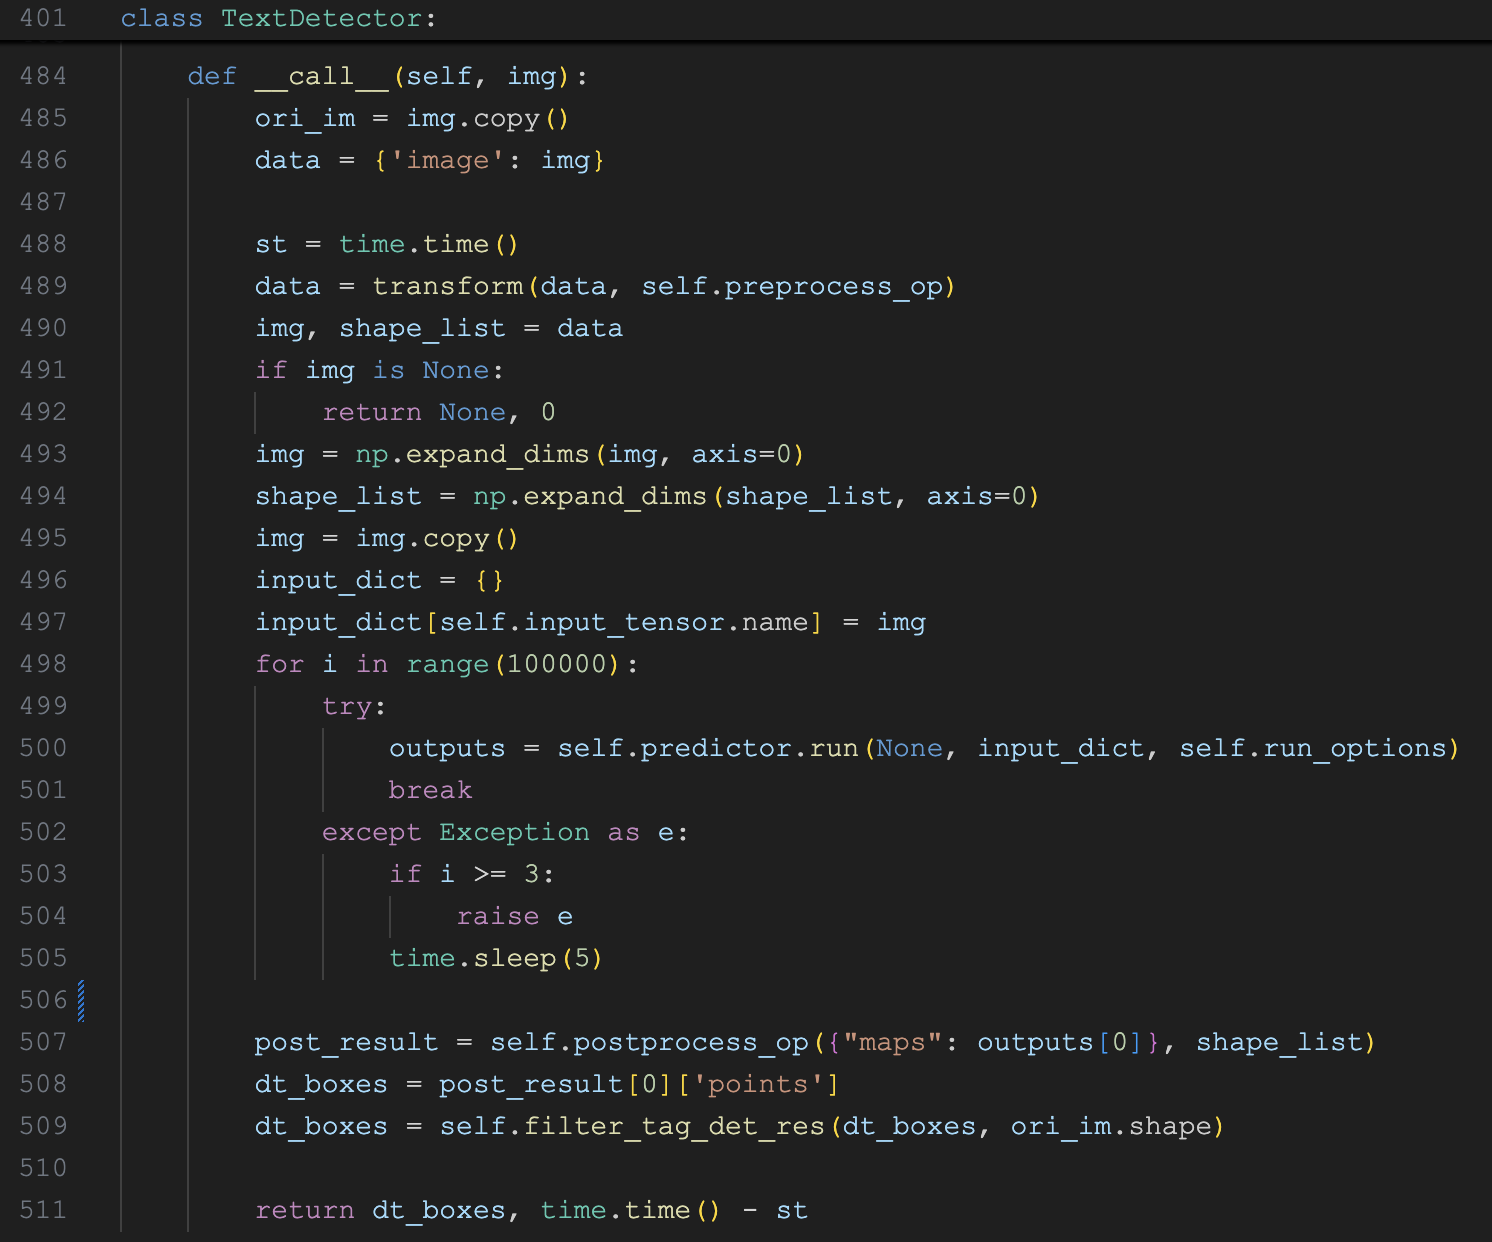 401 class TextDetector:
484 def __call__(self, img):
485 ori_im = img.copy()
486 data = {'image': img}
487
488 st = time.time()
489 data = transform(data, self.preprocess_op)
490 img, shape_list = data
491 if img is None:
492 return None, 0
493 img = np.expand_dims(img, axis=0)
494 shape_list = np.expand_dims(shape_list, axis=0)
495 img = img.copy()
496 input_dict = {}
497 input_dict[self.input_tensor.name] = img
498 for i in range(100000):
499 try:
500 outputs = self.predictor.run(None, input_dict, self.run_options)
501 break
502 except Exception as e:
503 if i >= 3:
504 raise e
505 time.sleep(5)
506
507 post_result = self.postprocess_op({"maps": outputs[0]}, shape_list)
508 dt_boxes = post_result[0]['points']
509 dt_boxes = self.filter_tag_det_res(dt_boxes, ori_im.shape)
510
511 return dt_boxes, time.time() - st